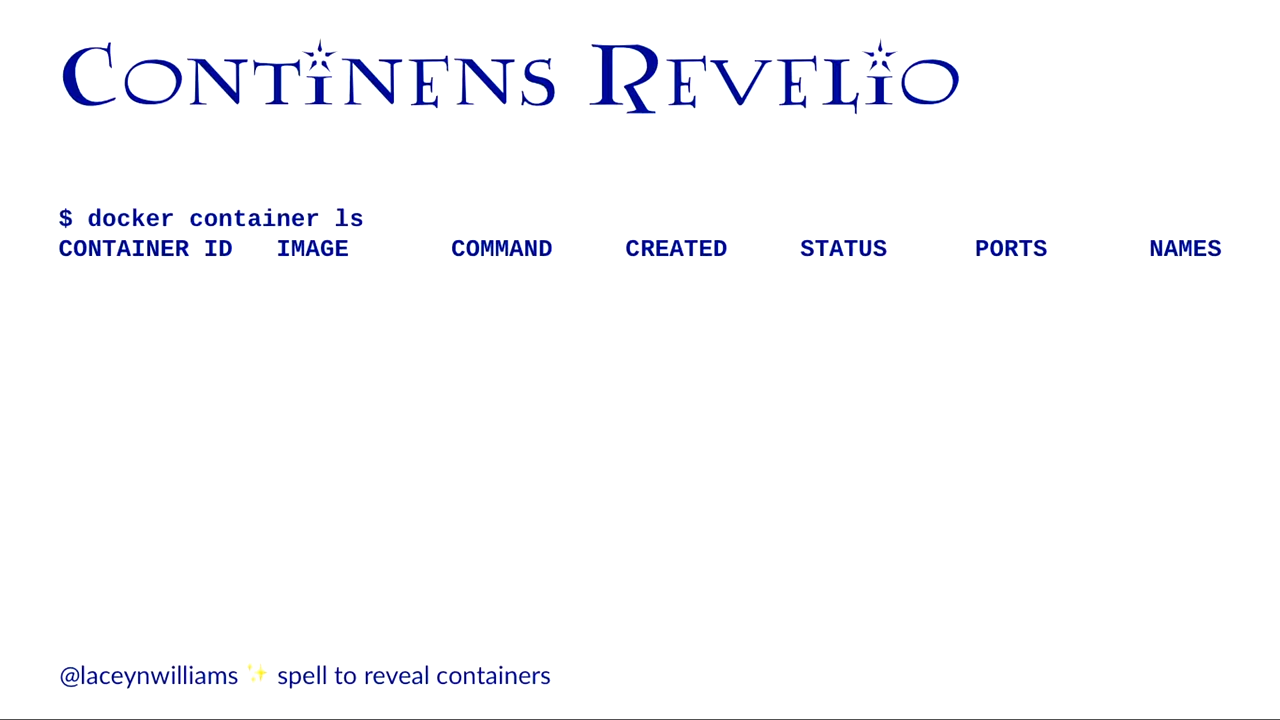 Continens Revelio
$ docker container ls
CONTAINER ID   IMAGE       COMMAND     CREATED     STATUS      PORTS       NAMES
@laceynwilliams ✨ spell to reveal containers